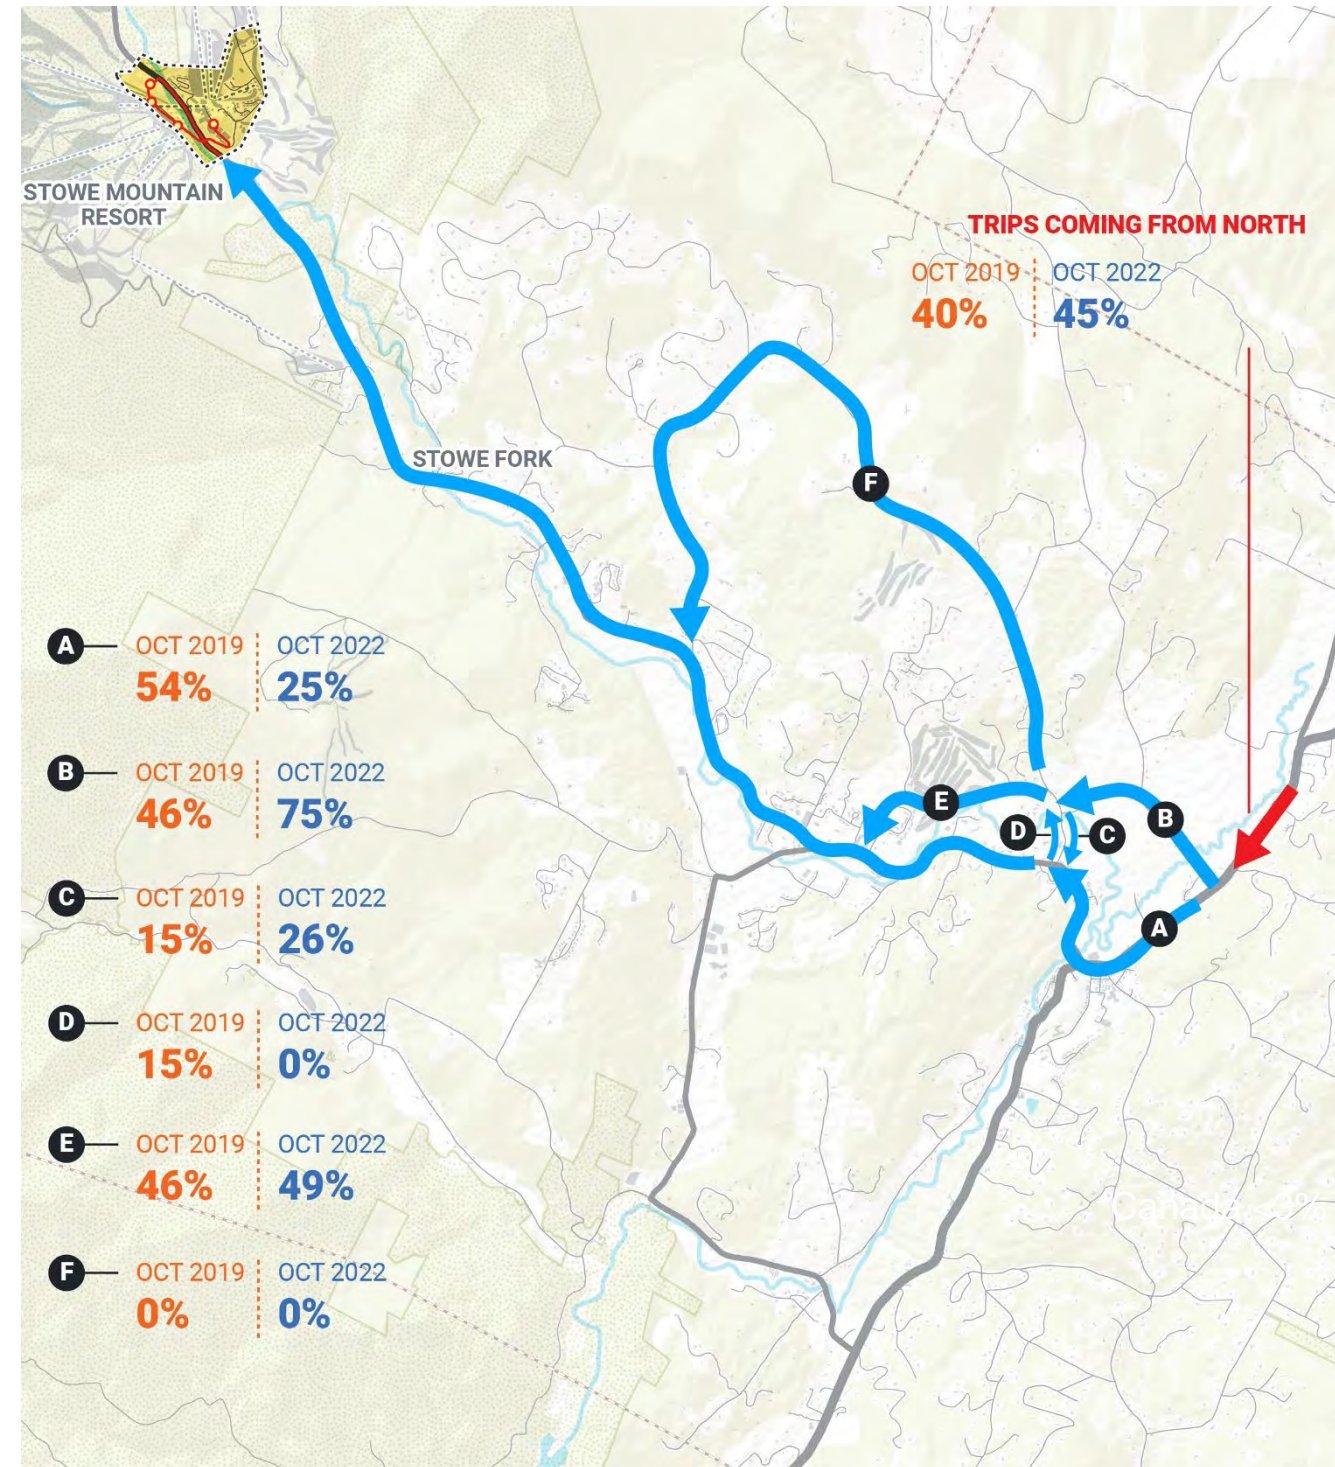 STOWE MOUNTAIN
RESORT
TRIPS COMING FROM NORTH
OCT 2019 OCT 2022
40% 45%
STOWE FORK
F
E
D
C
B
A
A OCT 2019 OCT 2022
54% 25%
B OCT 2019 OCT 2022
46% 75%
C OCT 2019 OCT 2022
15% 26%
D OCT 2019 OCT 2022
15% 0%
E OCT 2019 OCT 2022
46% 49%
Canada <3%
F OCT 2019 OCT 2022
0% 0%